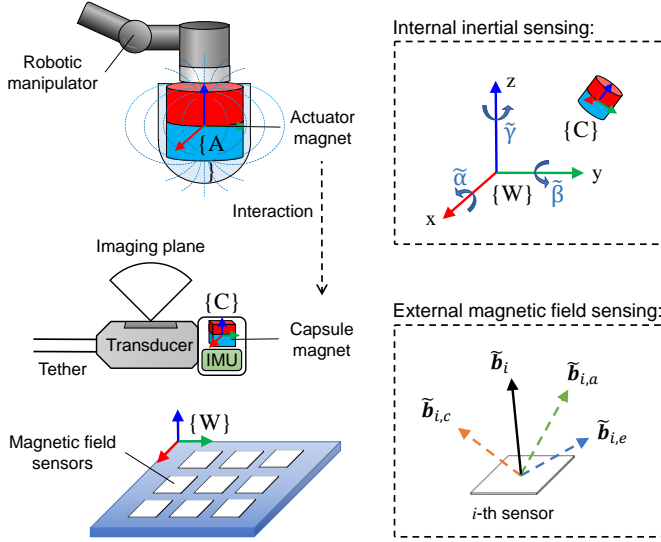 Robotic
manipulator
Actuator
magnet
{A
}
Interaction
Imaging plane
{C}
Capsule
magnet
Transducer
IMU
Tether
{W}
Magnetic field
sensors
Internal inertial sensing:
z
{C}
γ̃
α̃
{W}
β̃
y
x
External magnetic field sensing:
b̃ᵢ
b̃i,a
b̃i,c
b̃i,e
i-th sensor